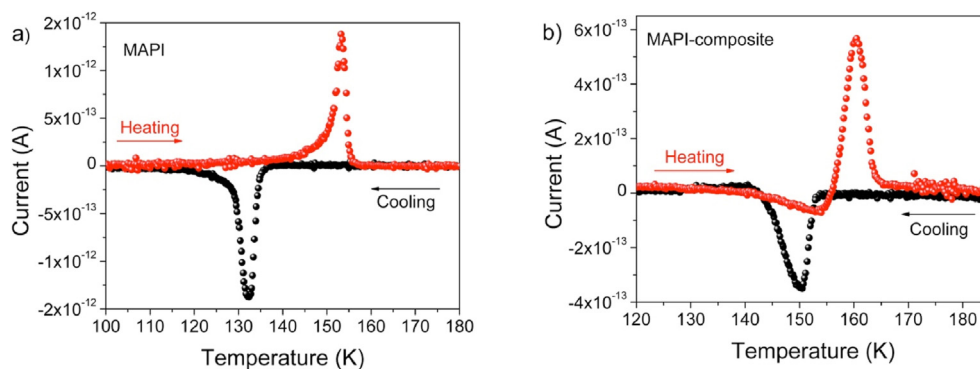 a)
MAPI
2x10⁻¹²
1x10⁻¹²
5x10⁻¹³
0
-5x10⁻¹³
-1x10⁻¹²
-2x10⁻¹²
Current (A)
Heating
Cooling
100 110 120 130 140 150 160 170 180
Temperature (K)
b)
MAPI-composite
6x10⁻¹³
4x10⁻¹³
2x10⁻¹³
0
-2x10⁻¹³
-4x10⁻¹³
Current (A)
Heating
Cooling
120 130 140 150 160 170 180
Temperature (K)